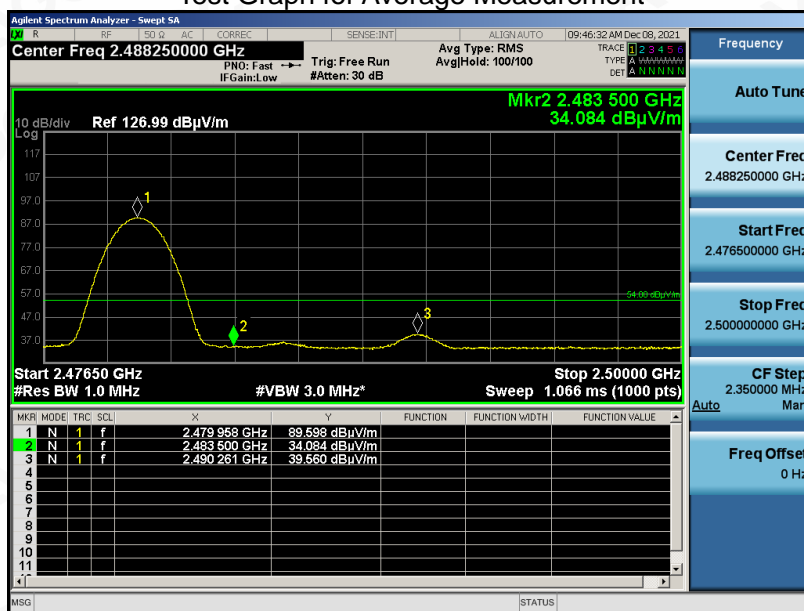 Test Graph for Average Measurement
Agilent Spectrum Analyzer - Swept SA
LXI R RF 50 Ω AC CORREC SENSE:INT ALIGN AUTO 09:46:32 AM Dec 08, 2021
Center Freq 2.488250000 GHz
PNO: Fast
IFGain:Low
Trig: Free Run
#Atten: 30 dB
Avg Type: RMS
Avg|Hold: 100/100
TRACE 1 2 3 4 5 6
TYPE A WWWWW
DET A N N N N N
Mkr2 2.483 500 GHz
34.084 dBμV/m
10 dB/div Ref 126.99 dBμV/m
Log
117
107
97.0
87.0
77.0
67.0
57.0
47.0
37.0
1
2
3
54.00 dBμV/m
Start 2.47650 GHz Stop 2.50000 GHz
#Res BW 1.0 MHz #VBW 3.0 MHz* Sweep 1.066 ms (1000 pts)
MKR MODE TRC SCL X Y FUNCTION FUNCTION WIDTH FUNCTION VALUE
1 N 1 f 2.479 958 GHz 89.598 dBμV/m
2 N 1 f 2.483 500 GHz 34.084 dBμV/m
3 N 1 f 2.490 261 GHz 39.560 dBμV/m
4
5
6
7
8
9
10
11
MSG STATUS
Frequency
Auto Tune
Center Freq
2.488250000 GHz
Start Freq
2.476500000 GHz
Stop Freq
2.500000000 GHz
CF Step
2.350000 MHz
Auto Man
Freq Offset
0 Hz